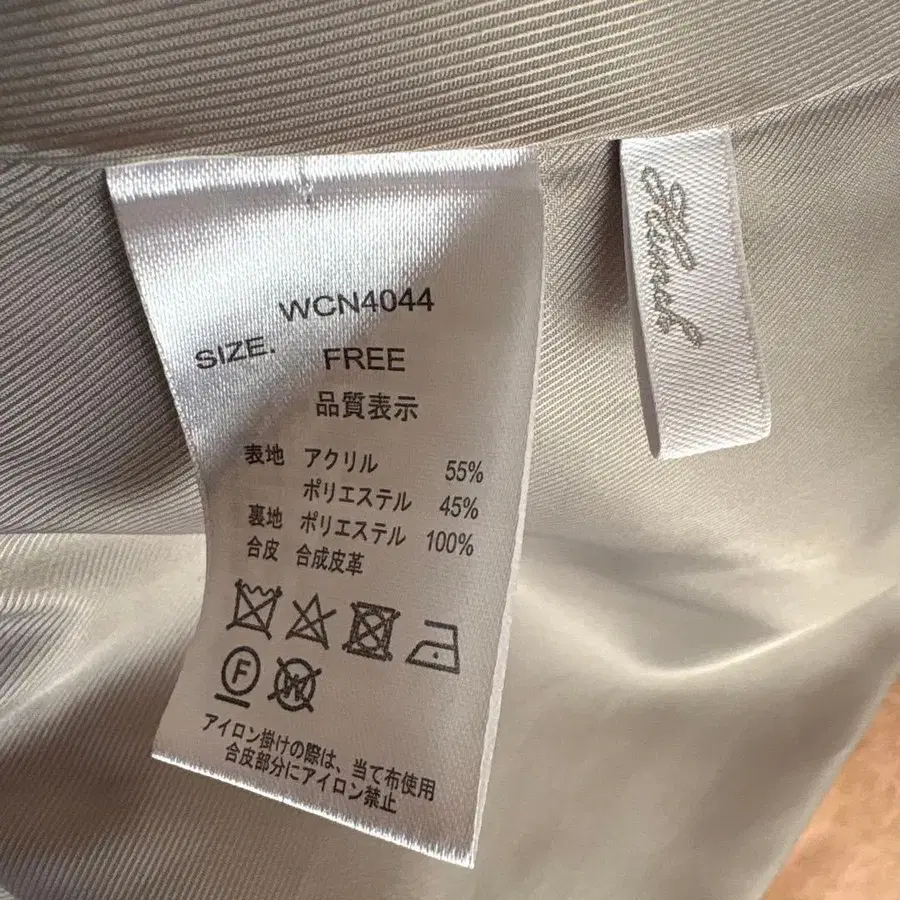 WCN4044
SIZE. FREE
品質表示
表地 アクリル 55%
ポリエステル 45%
裏地 ポリエステル 100%
合皮 合成皮革
F W
アイロン掛けの際は、当て布使用
合皮部分にアイロン禁止